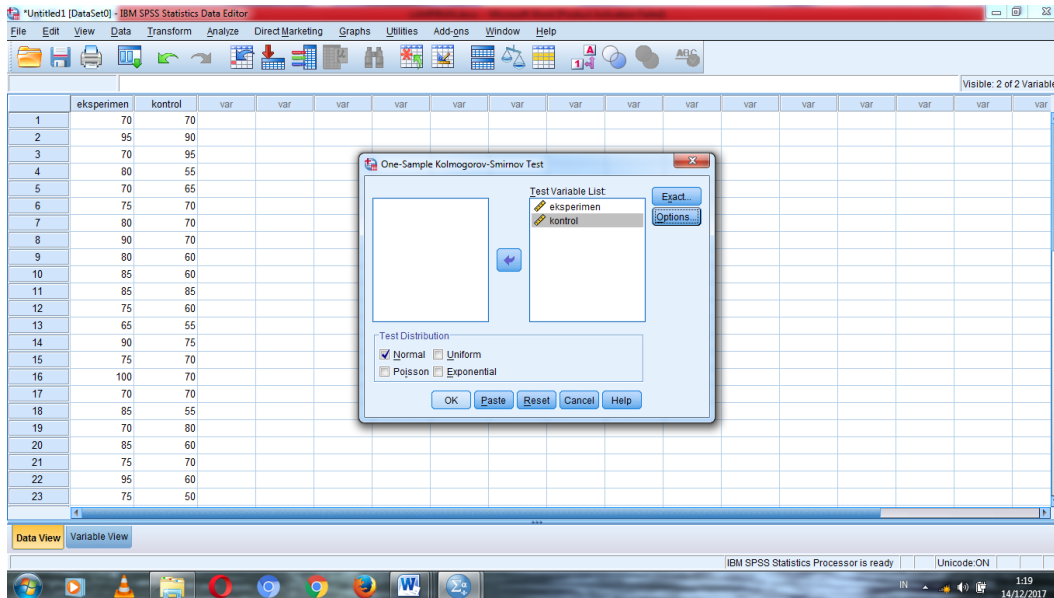 *Untitled1 [DataSet0] - IBM SPSS Statistics Data Editor
File Edit View Data Transform Analyze Direct Marketing Graphs Utilities Add-ons Window Help
Visible: 2 of 2 Variable
eksperimen kontrol var var var var var var var var var var var var var var var
1 70 70
2 95 90
3 70 95
4 80 55
5 70 65
6 75 70
7 80 70
8 90 70
9 80 60
10 85 60
11 85 85
12 75 60
13 65 55
14 90 75
15 75 70
16 100 70
17 70 70
18 85 55
19 70 80
20 85 60
21 75 70
22 95 60
23 75 50
One-Sample Kolmogorov-Smirnov Test
Test Variable List:
eksperimen
kontrol
Exact...
Options...
Test Distribution
Normal Uniform
Poisson Exponential
OK Paste Reset Cancel Help
Data View Variable View
IBM SPSS Statistics Processor is ready Unicode:ON
IN 1:19
14/12/2017